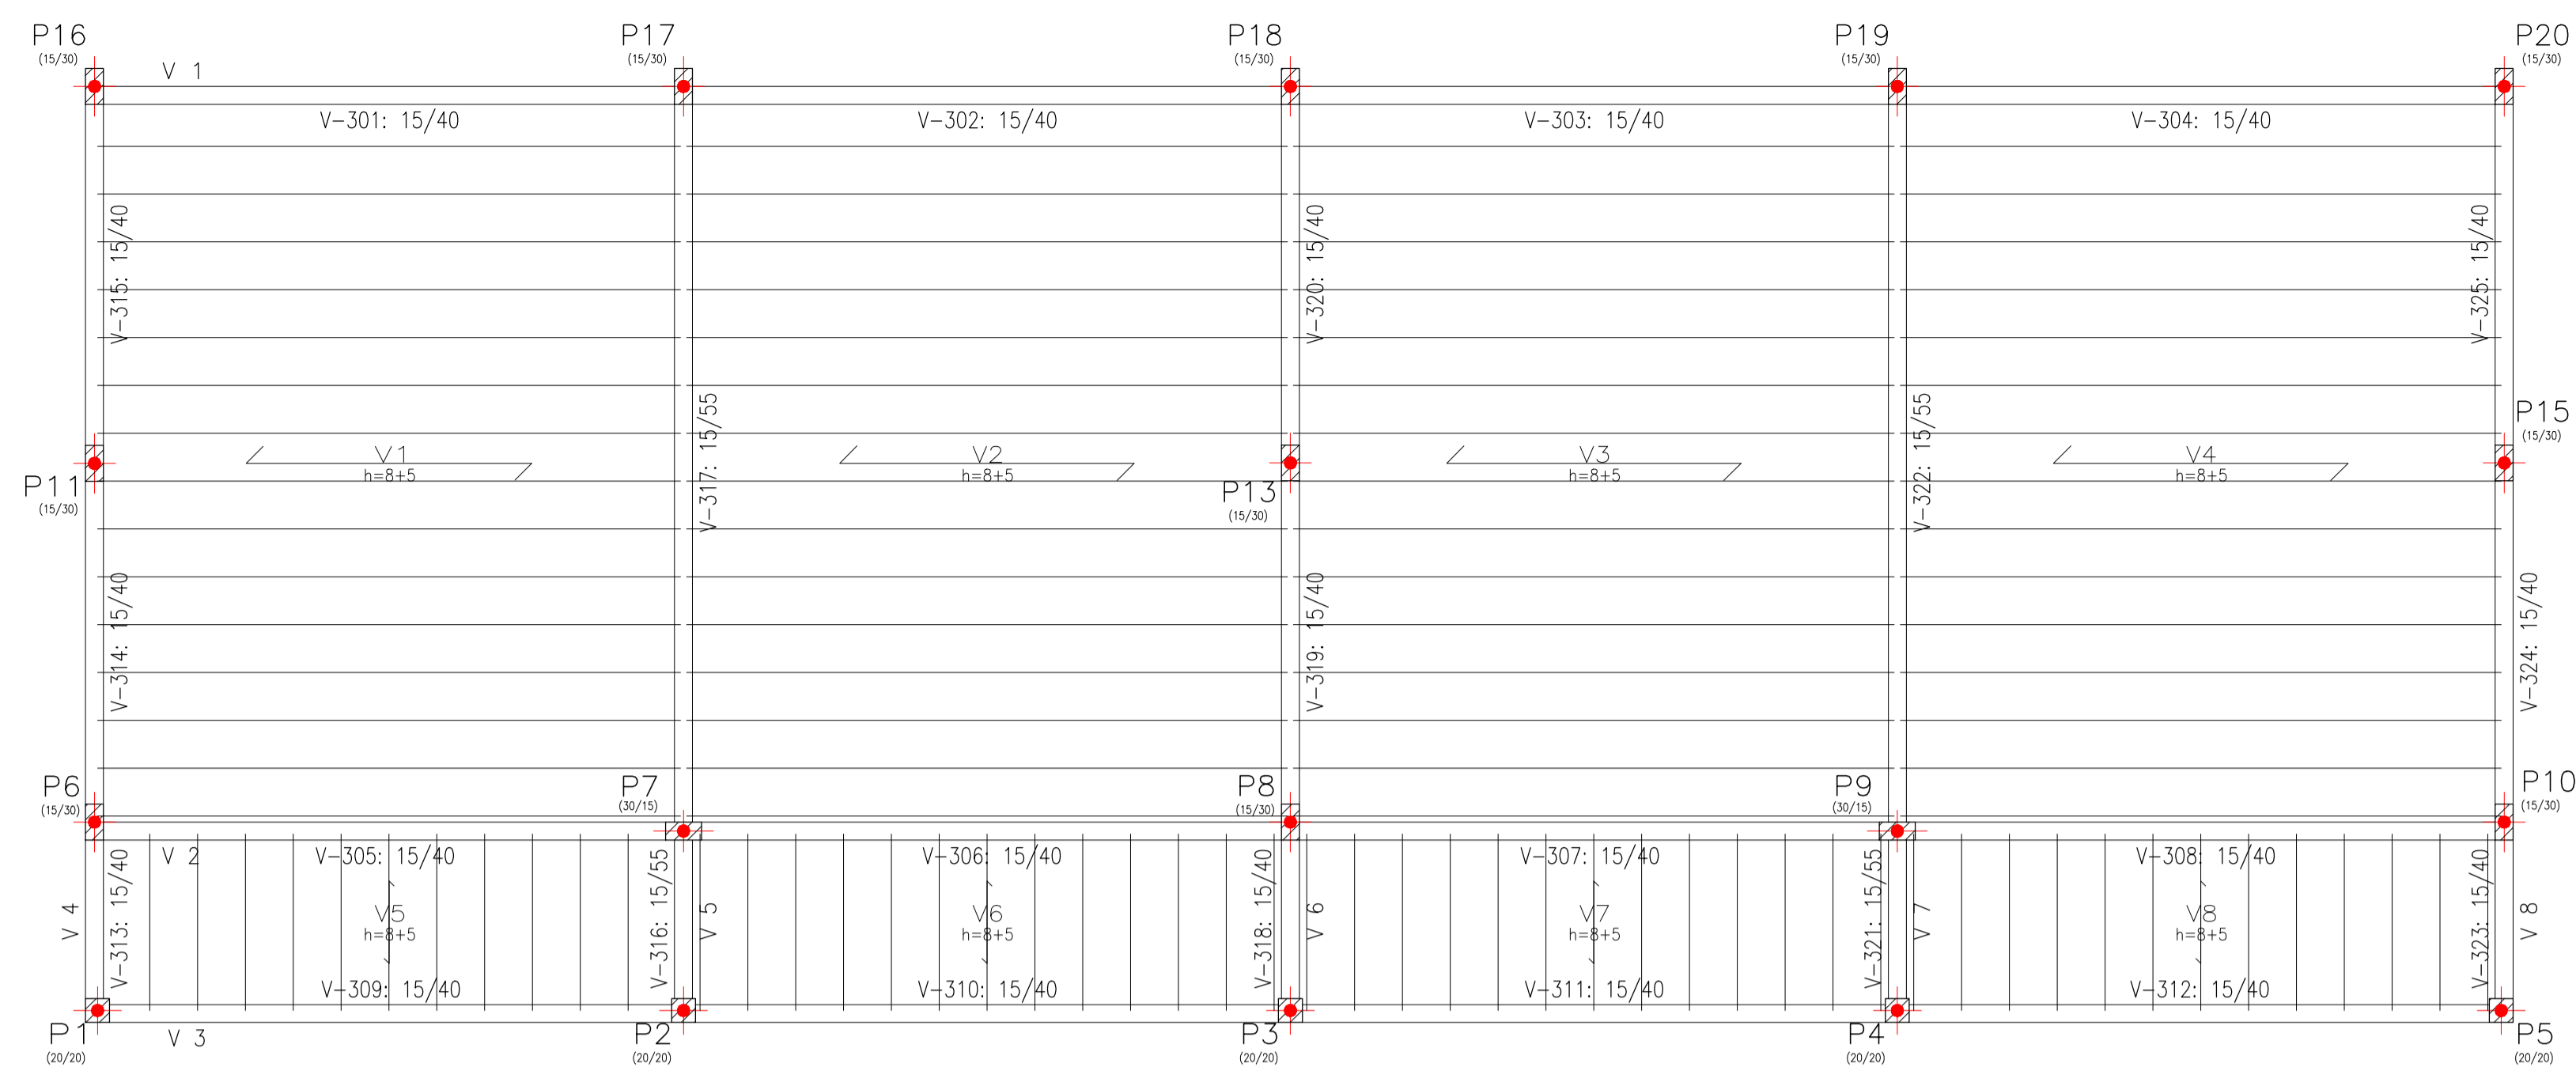 P16
(15/30)
P17
(15/30)
P18
(15/30)
P19
(15/30)
P20
(15/30)
V 1
V-301: 15/40
V-302: 15/40
V-303: 15/40
V-304: 15/40
V-315: 15/40
V-320: 15/40
V-325: 15/40
V-317: 15/55
V-322: 15/55
P11
(15/30)
V1
h=8+5
V2
h=8+5
P13
(15/30)
V3
h=8+5
V4
h=8+5
P15
(15/30)
V-314: 15/40
V-319: 15/40
V-324: 15/40
P6
(15/30)
P7
(30/15)
P8
(15/30)
P9
(30/15)
P10
(15/30)
V 2
V-305: 15/40
V-306: 15/40
V-307: 15/40
V-308: 15/40
V 4
V-313: 15/40
V5
h=8+5
V-316: 15/55
V 5
V6
h=8+5
V-318: 15/40
V 6
V7
h=8+5
V-321: 15/55
V 7
V8
h=8+5
V-323: 15/40
V 8
V-309: 15/40
V-310: 15/40
V-311: 15/40
V-312: 15/40
P1
(20/20)
V 3
P2
(20/20)
P3
(20/20)
P4
(20/20)
P5
(20/20)